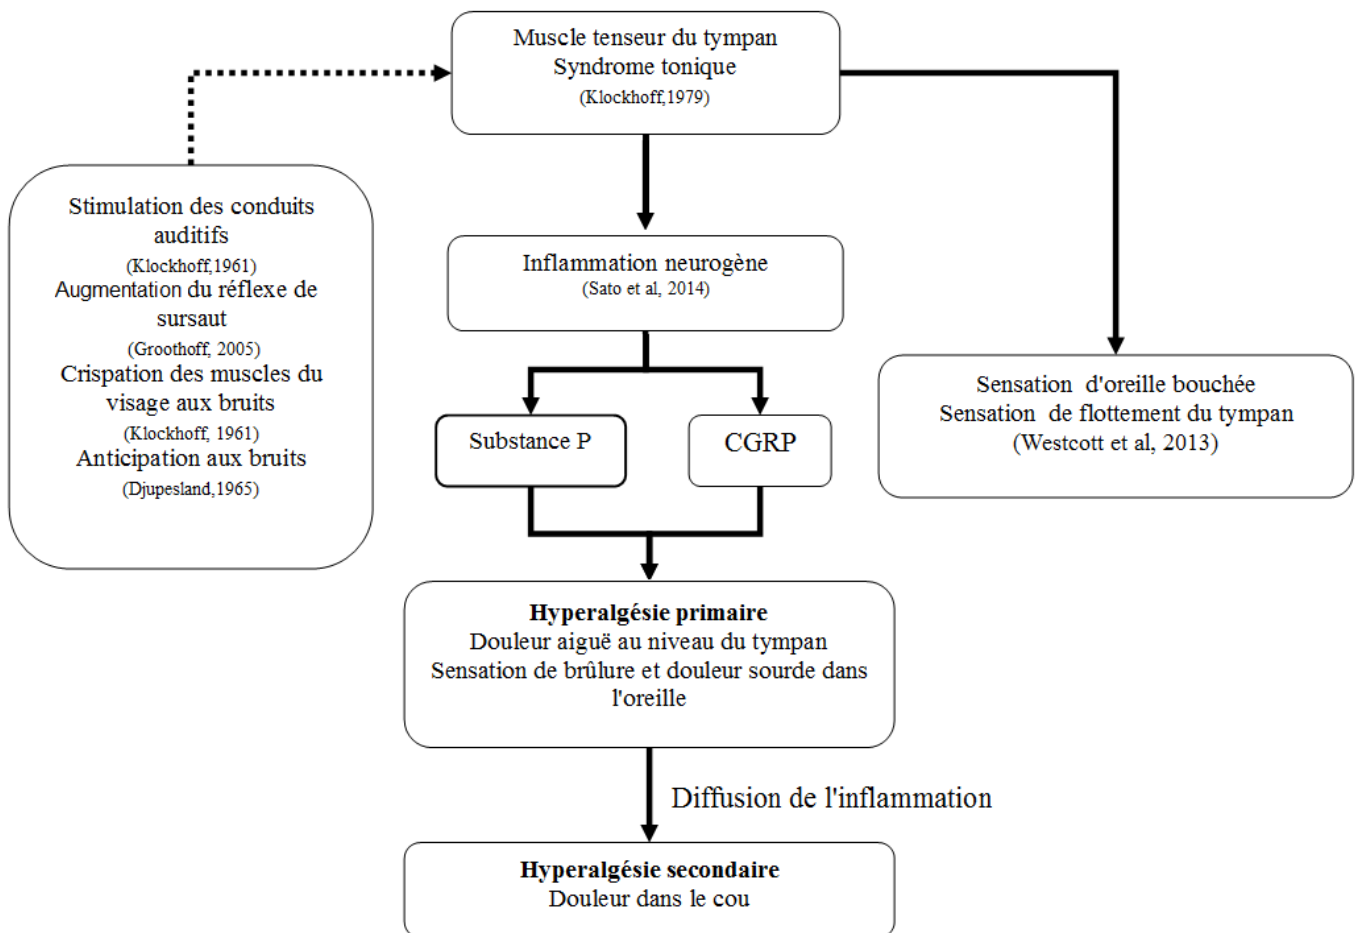 Muscle tenseur du tympan
Syndrome tonique
(Klockhoff,1979)
Stimulation des conduits
auditifs
(Klockhoff,1961)
Augmentation du réflexe de
sursaut
(Groothoff, 2005)
Crispation des muscles du
visage aux bruits
(Klockhoff, 1961)
Anticipation aux bruits
(Djupesland,1965)
Inflammation neurogène
(Sato et al, 2014)
Substance P
CGRP
Sensation d'oreille bouchée
Sensation de flottement du tympan
(Westcott et al, 2013)
Hyperalgésie primaire
Douleur aiguë au niveau du tympan
Sensation de brûlure et douleur sourde dans
l'oreille
Diffusion de l'inflammation
Hyperalgésie secondaire
Douleur dans le cou